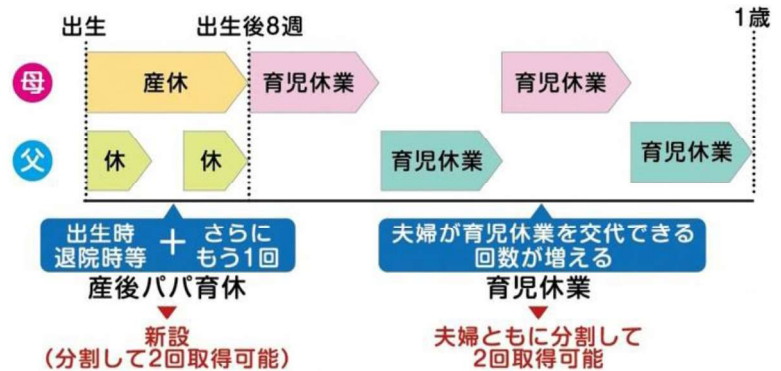 出生
出生後8週
1歳
母
産休
育児休業
育児休業
父
休
休
育児休業
育児休業
出生時
退院時等
＋
さらに
もう1回
夫婦が育児休業を交代できる
回数が増える
産後パパ育休
育児休業
新設
(分割して2回取得可能)
夫婦ともに分割して
2回取得可能